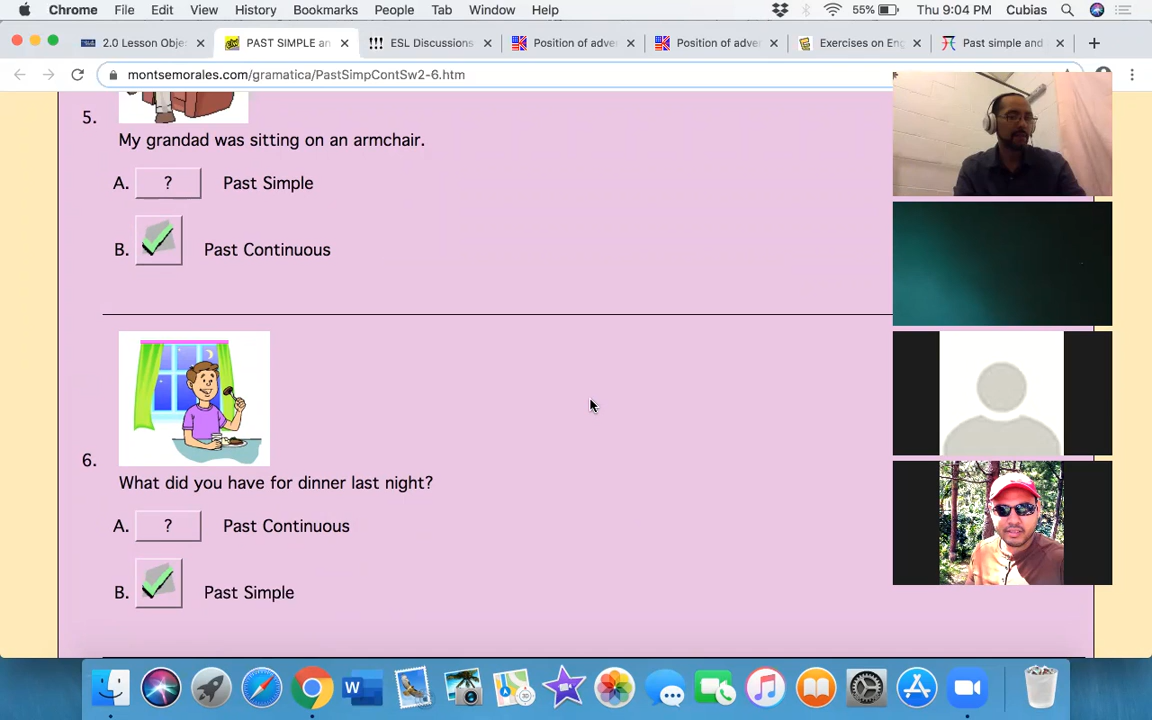 Chrome File Edit View History Bookmarks People Tab Window Help 55% Thu 9:04 PM Cubias
2.0 Lesson Obje PAST SIMPLE an ESL Discussions Position of adve Position of adve Exercises on En Past simple and
montsemorales.com/gramatica/PastSimpContSw2-6.htm
5.
My grandad was sitting on an armchair.
A. ? Past Simple
B. Past Continuous
6.
What did you have for dinner last night?
A. ? Past Continuous
B. Past Simple
W